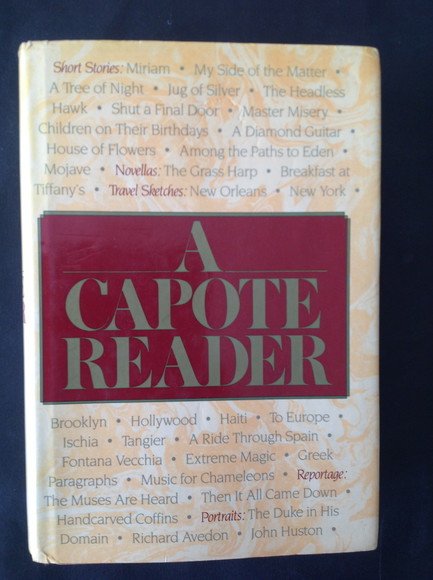 Short Stories: Miriam • My Side of the Matter •
A Tree of Night • Jug of Silver • The Headless
Hawk • Shut a Final Door • Master Misery •
Children on Their Birthdays • A Diamond Guitar •
House of Flowers • Among the Paths to Eden •
Mojave • Novellas: The Grass Harp • Breakfast at
Tiffany's • Travel Sketches: New Orleans • New York •
A
CAPOTE
READER
Brooklyn • Hollywood • Haiti • To Europe •
Ischia • Tangier • A Ride Through Spain •
Fontana Vecchia • Extreme Magic • Greek
Paragraphs • Music for Chameleons • Reportage:
The Muses Are Heard • Then It All Came Down •
Handcarved Coffins • Portraits: The Duke in His
Domain • Richard Avedon • John Huston •